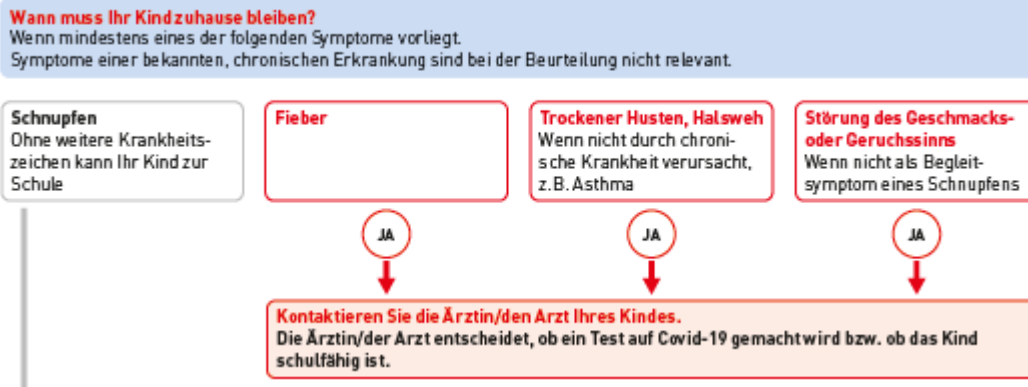 Wann muss Ihr Kind zuhause bleiben?
Wenn mindestens eines der folgenden Symptome vorliegt.
Symptome einer bekannten, chronischen Erkrankung sind bei der Beurteilung nicht relevant.
Schnupfen
Ohne weitere Krankheits-
zeichen kann Ihr Kind zur
Schule
Fieber
Trockener Husten, Halsweh
Wenn nicht durch chroni-
sche Krankheit verursacht,
z.B. Asthma
Störung des Geschmacks-
oder Geruchssinns
Wenn nicht als Begleit-
symptom eines Schnupfens
JA
JA
JA
Kontaktieren Sie die Ärztin/den Arzt Ihres Kindes.
Die Ärztin/der Arzt entscheidet, ob ein Test auf Covid-19 gemacht wird bzw. ob das Kind
schulfähig ist.